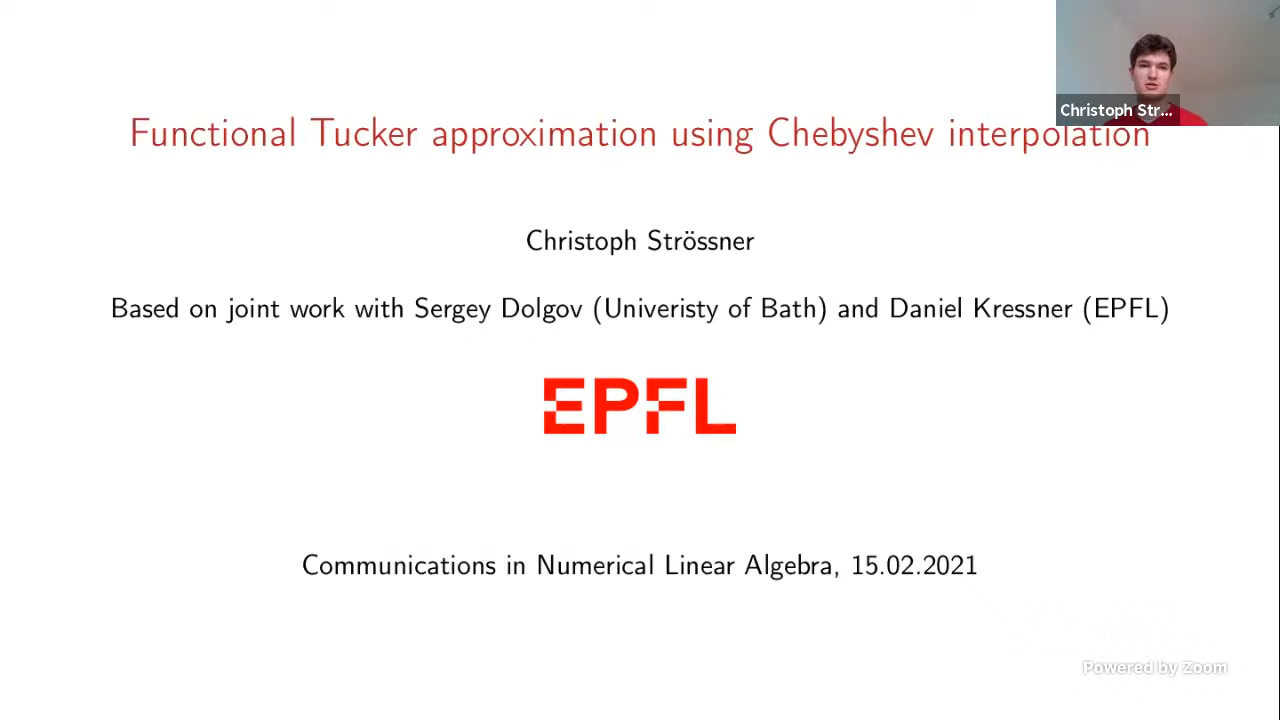 Christoph Str...
Functional Tucker approximation using Chebyshev interpolation
Christoph Strössner
Based on joint work with Sergey Dolgov (Univeristy of Bath) and Daniel Kressner (EPFL)
EPFL
Communications in Numerical Linear Algebra, 15.02.2021
Powered by Zoom